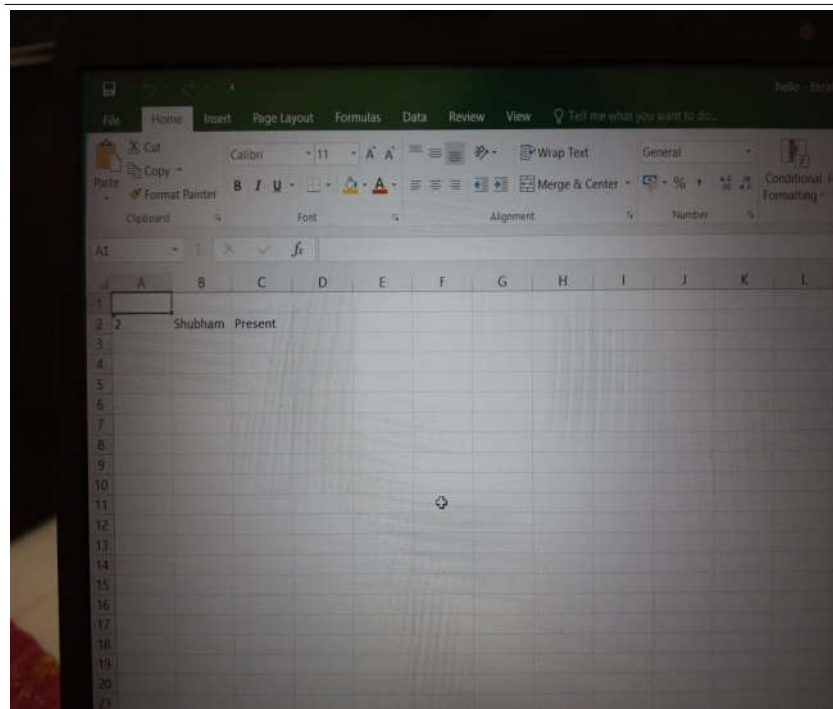 hello - Exce
File Home Insert Page Layout Formulas Data Review View Tell me what you want to do...
Cut
Copy
Format Painter
Paste
Calibri 11 A A
B I U A
Wrap Text
Merge & Center
General
% ,
Conditional
Formatting
Clipboard Font Alignment Number
A1 fx
A B C D E F G H I J K L
1
2 2 Shubham Present
3
4
5
6
7
8
9
10
11
12
13
14
15
16
17
18
19
20
21